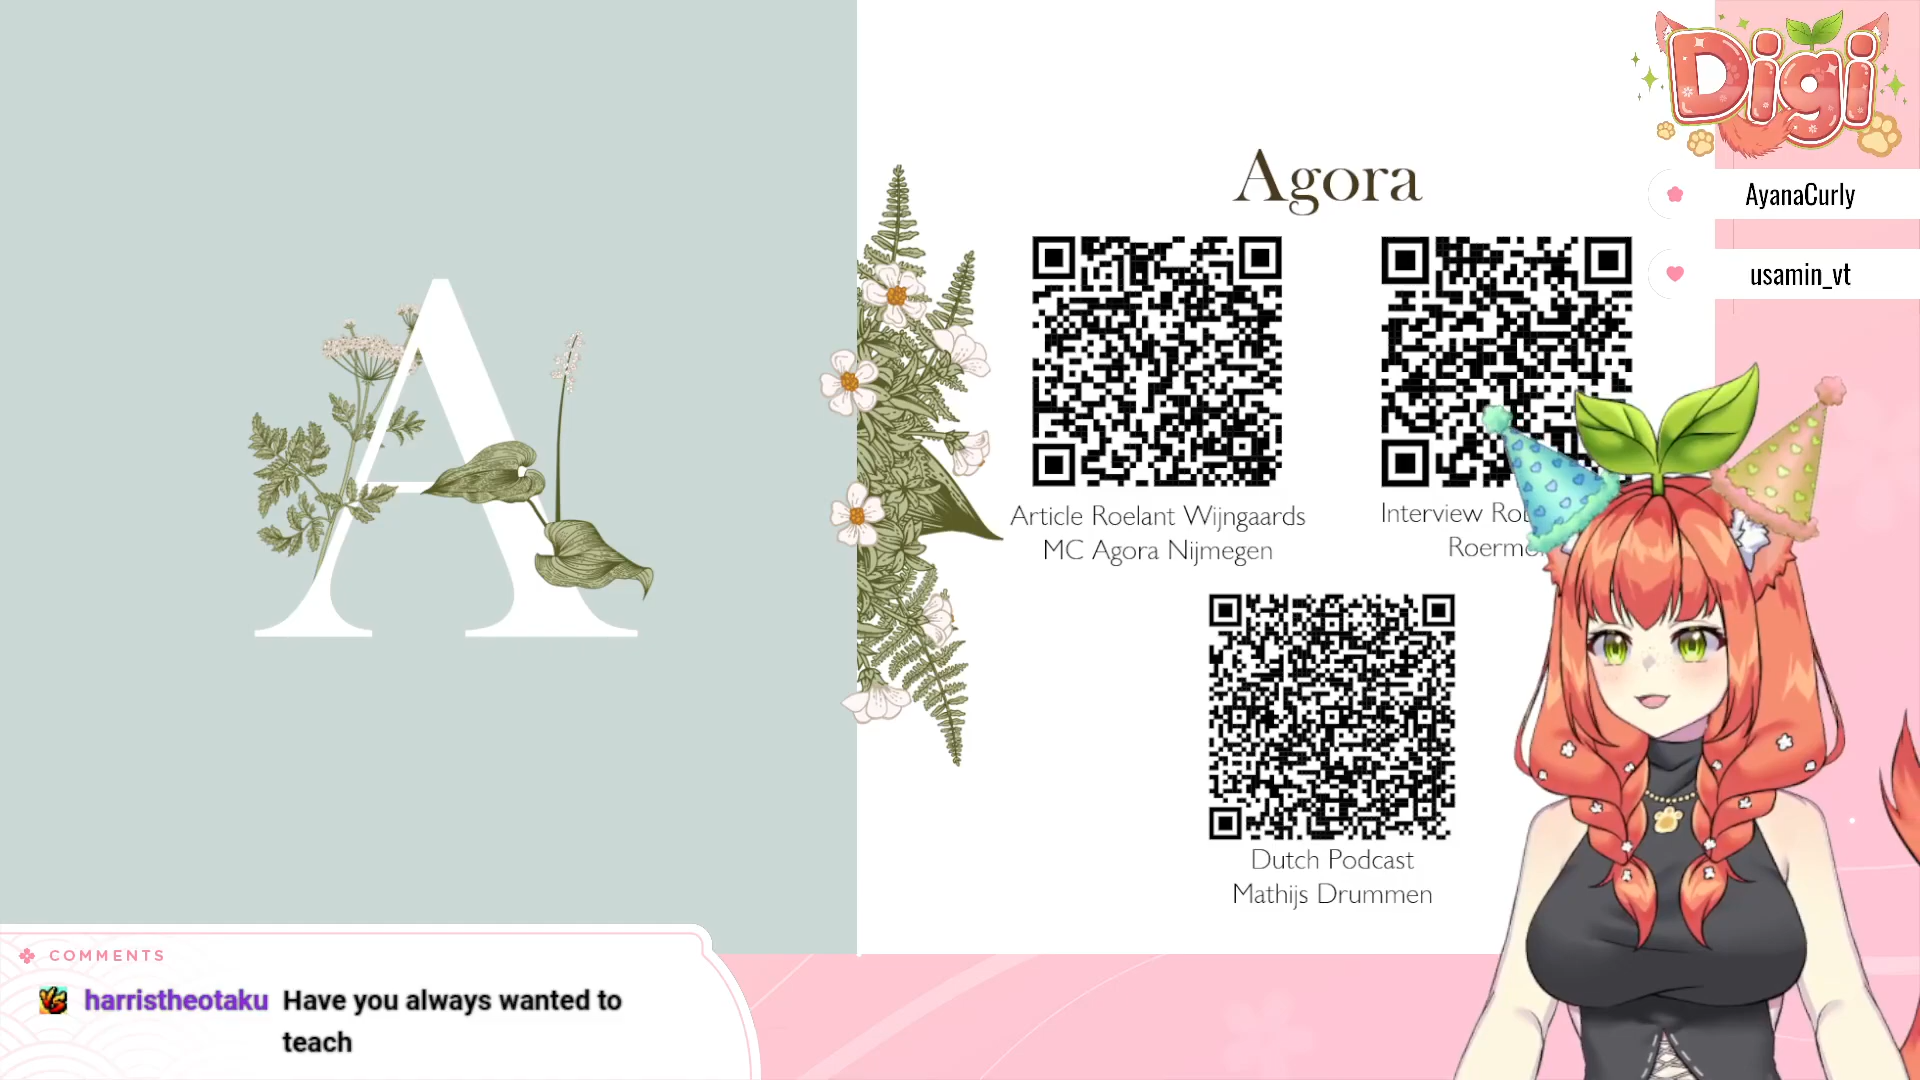 Digi
Agora
AyanaCurly
usamin_vt
A
Article Roelant Wijngaards
MC Agora Nijmegen
Interview
Dutch Podcast
Mathijs Drummen
COMMENTS
harristheotaku Have you always wanted to
teach